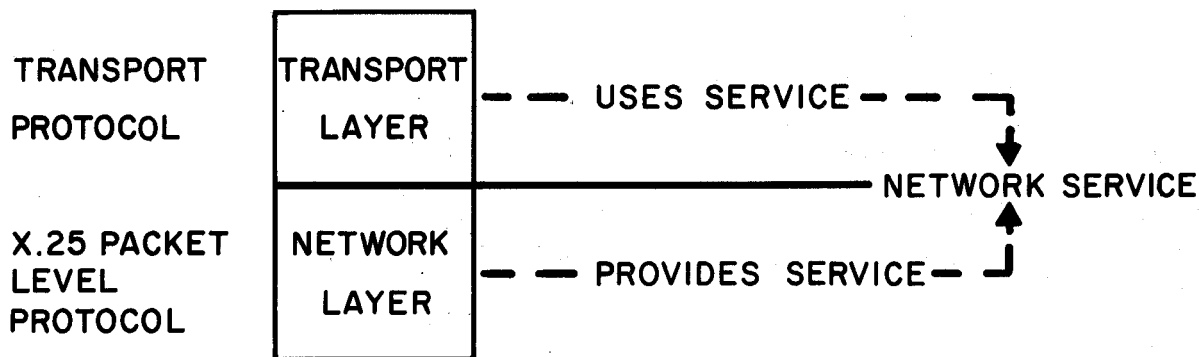 TRANSPORT
PROTOCOL
TRANSPORT
LAYER
USES SERVICE
NETWORK SERVICE
X.25 PACKET
LEVEL
PROTOCOL
NETWORK
LAYER
PROVIDES SERVICE